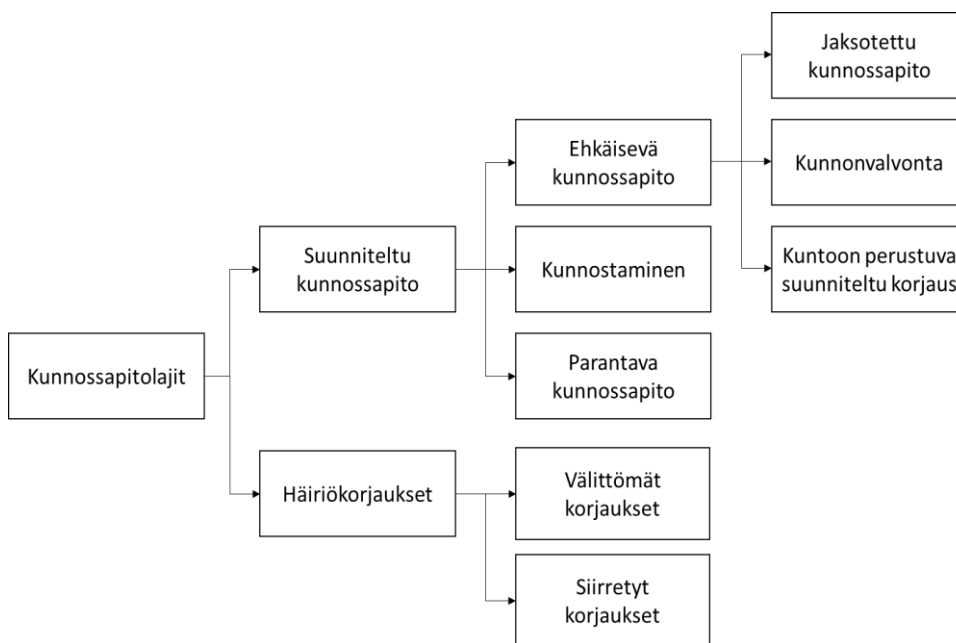 Jaksotettu
kunnossapito
Ehkäisevä
kunnossapito
Kunnonvalvonta
Suunniteltu
kunnossapito
Kunnostaminen
Kuntoon perustuva
suunniteltu korjaus
Kunnossapitolajit
Parantava
kunnossapito
Häiriökorjaukset
Välittömät
korjaukset
Siirretyt
korjaukset